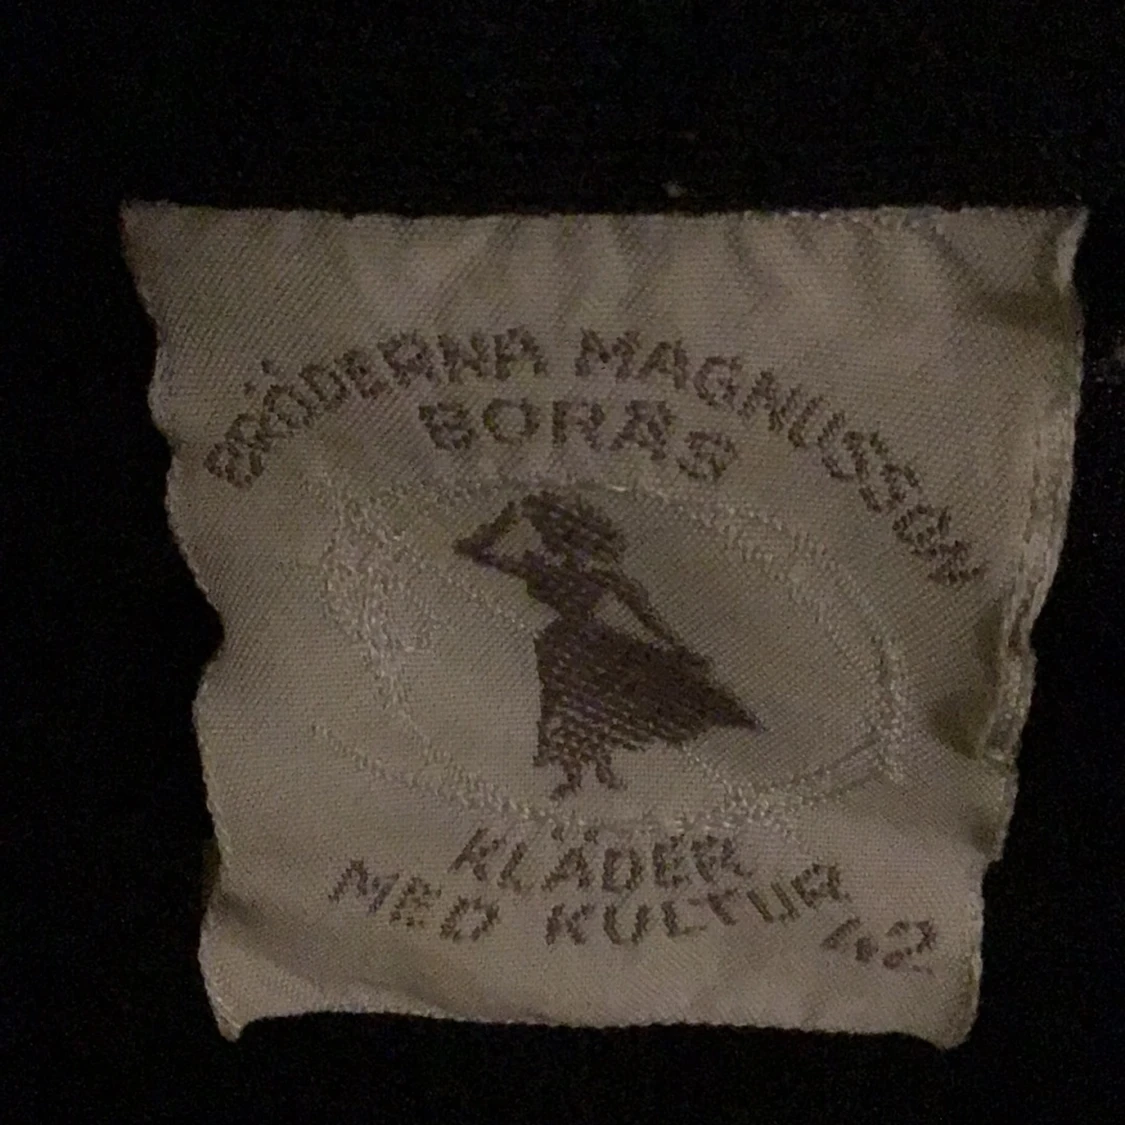 BRÖDERNA MAGNUSSON
BORÅS
KLÄDER
MED KULTUR
42